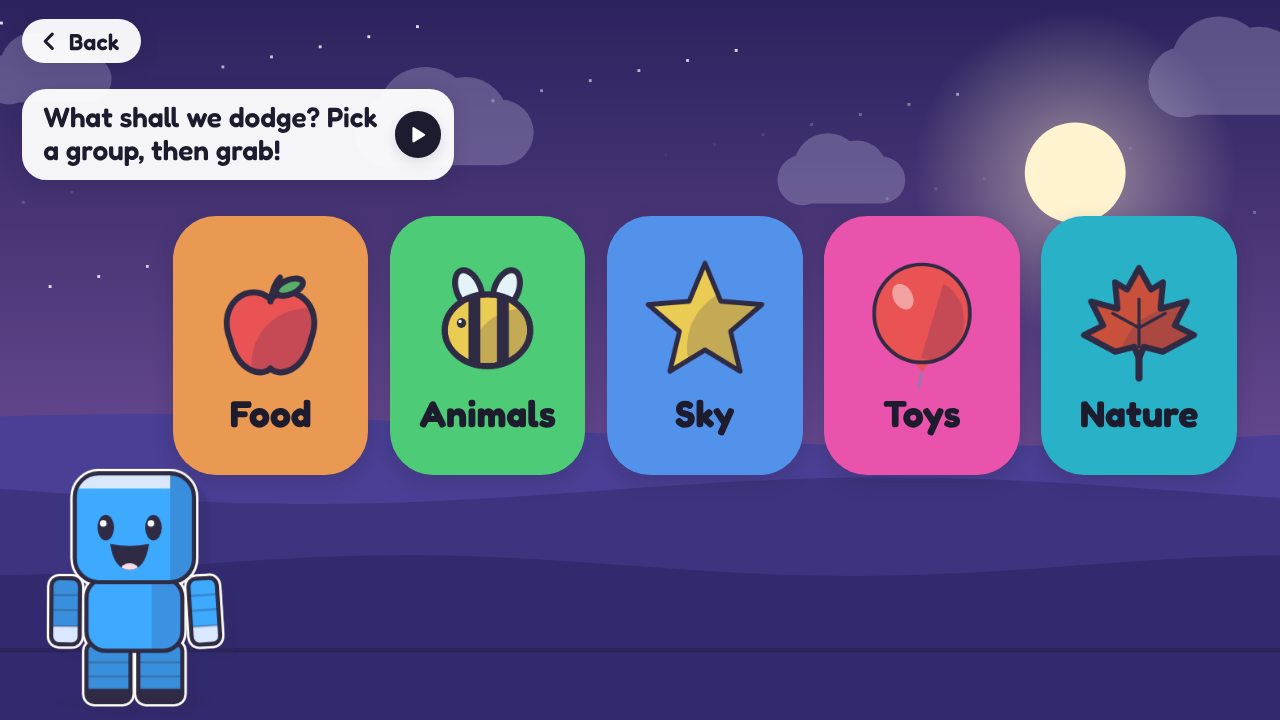 Back
What shall we dodge? Pick
a group, then grab!
Food
Animals
Sky
Toys
Nature